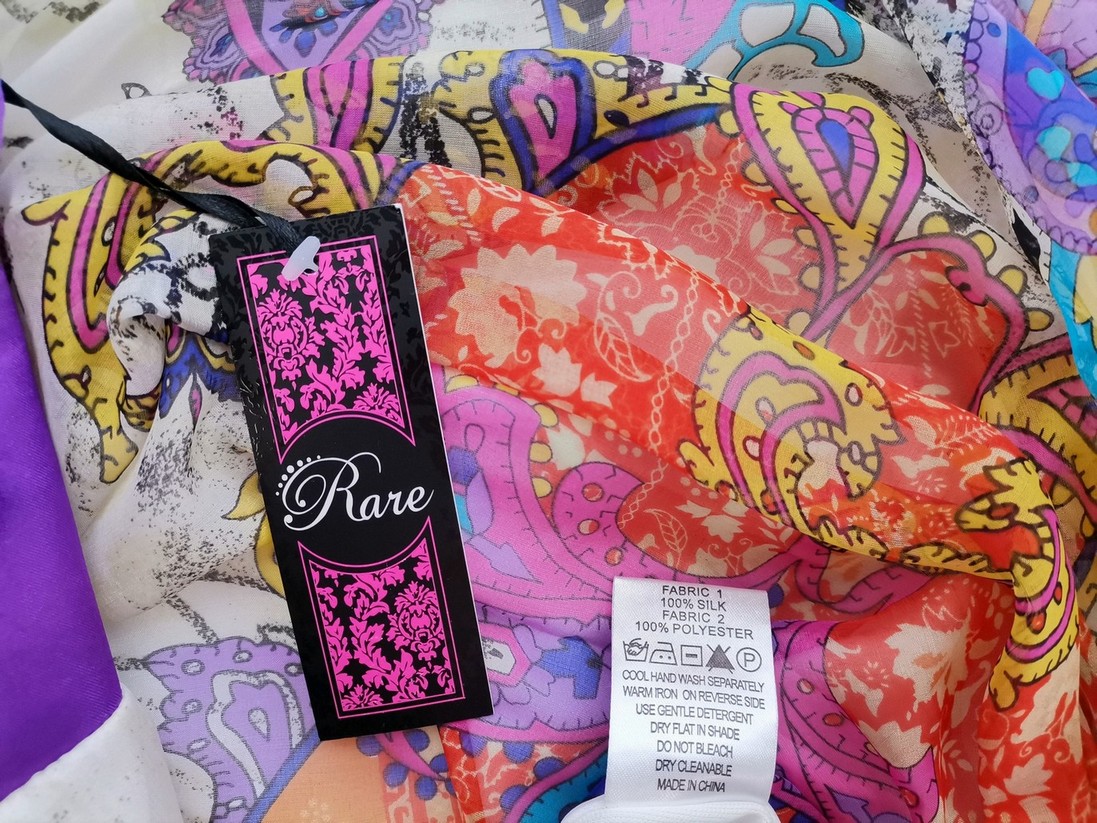 Rare
FABRIC 1
100% SILK
FABRIC 2
100% POLYESTER
P
COOL HAND WASH SEPARATELY
WARM IRON ON REVERSE SIDE
USE GENTLE DETERGENT
DRY FLAT IN SHADE
DO NOT BLEACH
DRY CLEANABLE
MADE IN CHINA